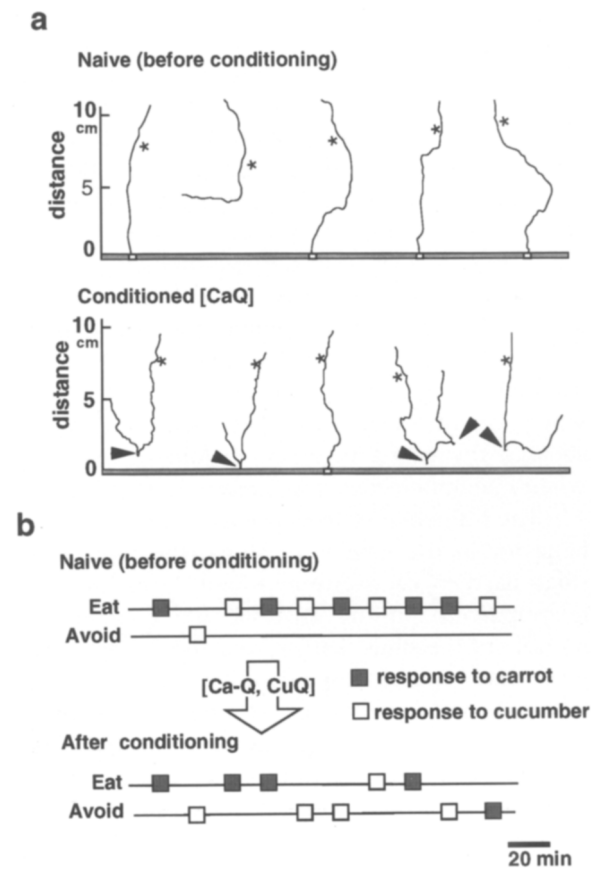 a
Naive (before conditioning)
10
cm
5
0
distance
* * * * *
Conditioned [CaQ]
10
cm
5
0
distance
* * * * *
b
Naive (before conditioning)
Eat
Avoid
[Ca-Q, CuQ]
response to carrot
response to cucumber
After conditioning
Eat
Avoid
20 min